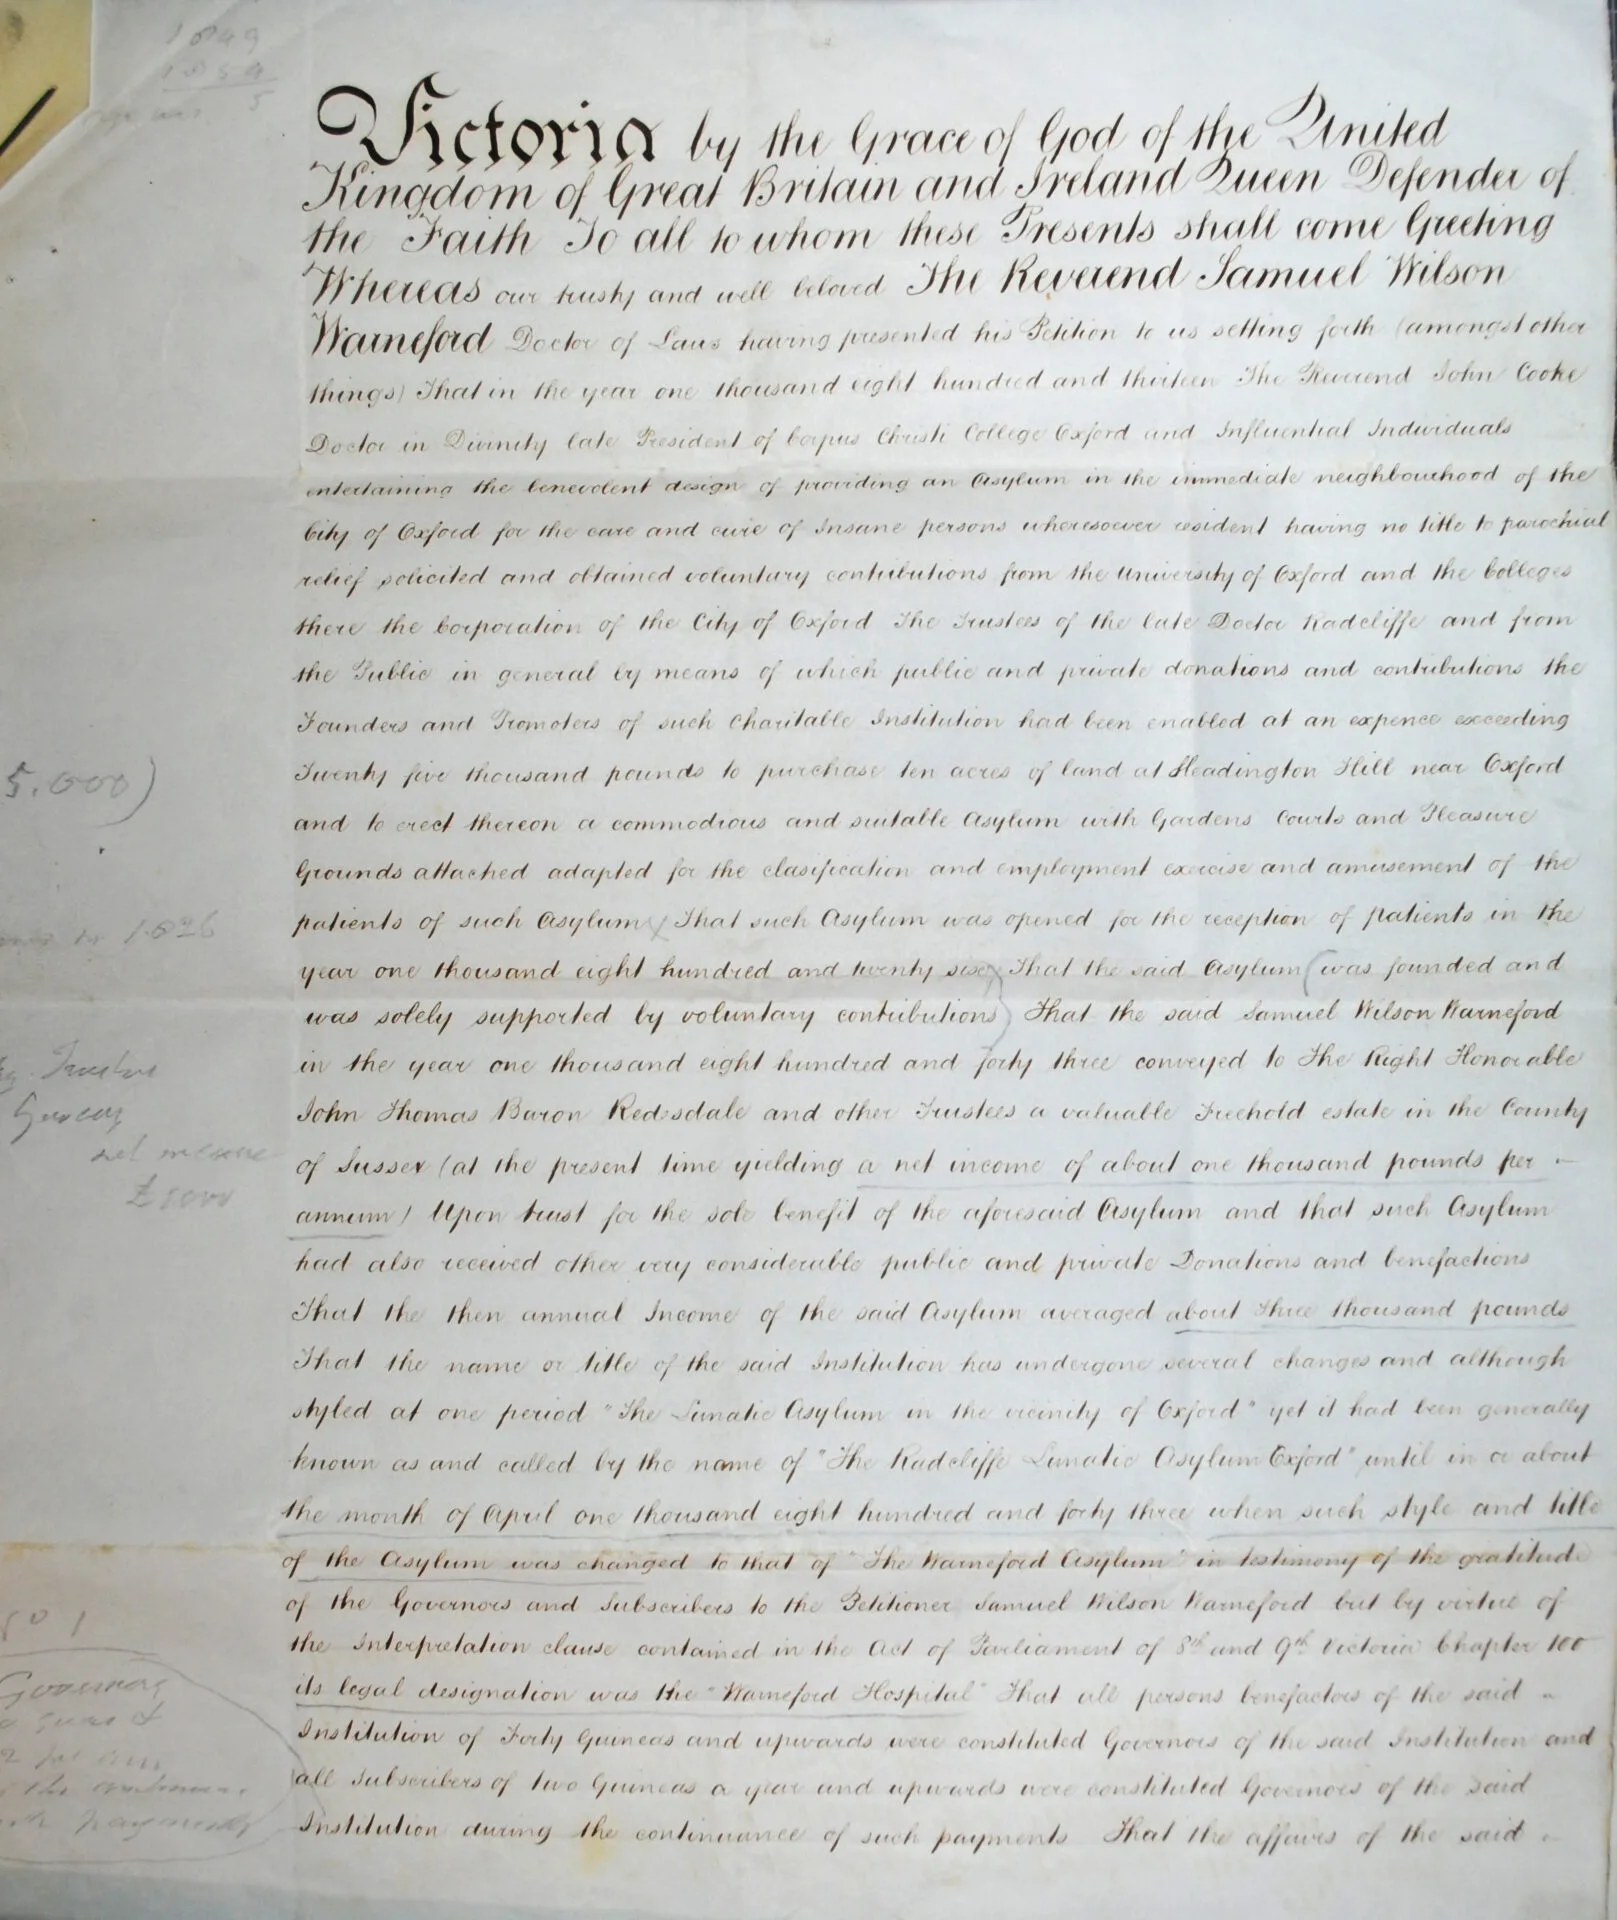 1849
Victoria by the Grace of God of the United
Kingdom of Great Britain and Ireland Queen Defender of
the Faith To all to whom these Presents shall come Greeting
Whereas our trusty and well beloved The Reverend Samuel Wilson
Warneford Doctor of Laws having presented his Petition to us setting forth (amongst other
things) That in the year one thousand eight hundred and thirteen The Reverend John Cooke
Doctor in Divinity late President of Corpus Christi College Oxford and Influential Individuals
entertaining the benevolent design of providing an Asylum in the immediate neighbourhood of the
City of Oxford for the care and cure of Insane persons wheresoever resident having no title to parochial
relief solicited and obtained voluntary contributions from the University of Oxford and the Colleges
there the Corporation of the City of Oxford The Trustees of the late Doctor Radcliffe and from
the Public in general by means of which public and private donations and contributions the
Founders and Promoters of such Charitable Institution had been enabled at an expence exceeding
Twenty five thousand pounds to purchase ten acres of land at Headington Hill near Oxford
5.000)
and to erect thereon a commodious and suitable Asylum with Gardens Courts and Pleasure
Grounds attached adapted for the clasification and employment exercise and amusement of the
patients of such Asylum That such Asylum was opened for the reception of patients in the
1826
year one thousand eight hundred and twenty six That the said Asylum (was founded and
was solely supported by voluntary contributions) That the said Samuel Wilson Warneford
in the year one thousand eight hundred and forty three conveyed to The Right Honorable
John Thomas Baron Redesdale and other Trustees a valuable Freehold estate in the County
of Sussex (at the present time yielding a net income of about one thousand pounds per
net income
annum) Upon trust for the sole benefit of the aforesaid Asylum and that such Asylum
had also received other very considerable public and private Donations and benefactions
That the then annual Income of the said Asylum averaged about three thousand pounds
That the name or title of the said Institution has undergone several changes and although
styled at one period "The Lunatic Asylum in the vicinity of Oxford" yet it had been generally
known as and called by the name of "The Radcliffe Lunatic Asylum Oxford" until in or about
the month of April one thousand eight hundred and forty three when such style and title
of the Asylum was changed to that of "The Warneford Asylum" in testimony of the gratitude
of the Governors and Subscribers to the Petitioner Samuel Wilson Warneford but by virtue of
the Interpretation clause contained in the Act of Parliament of 8th and 9th Victoria Chapter 100
its legal designation was the "Warneford Hospital" That all persons benefactors of the said
Governors
Institution of Forty Guineas and upwards were constituted Governors of the said Institution and
all Subscribers of two Guineas a year and upwards were constituted Governors of the said
Institution during the continuance of such payments That the affairs of the said